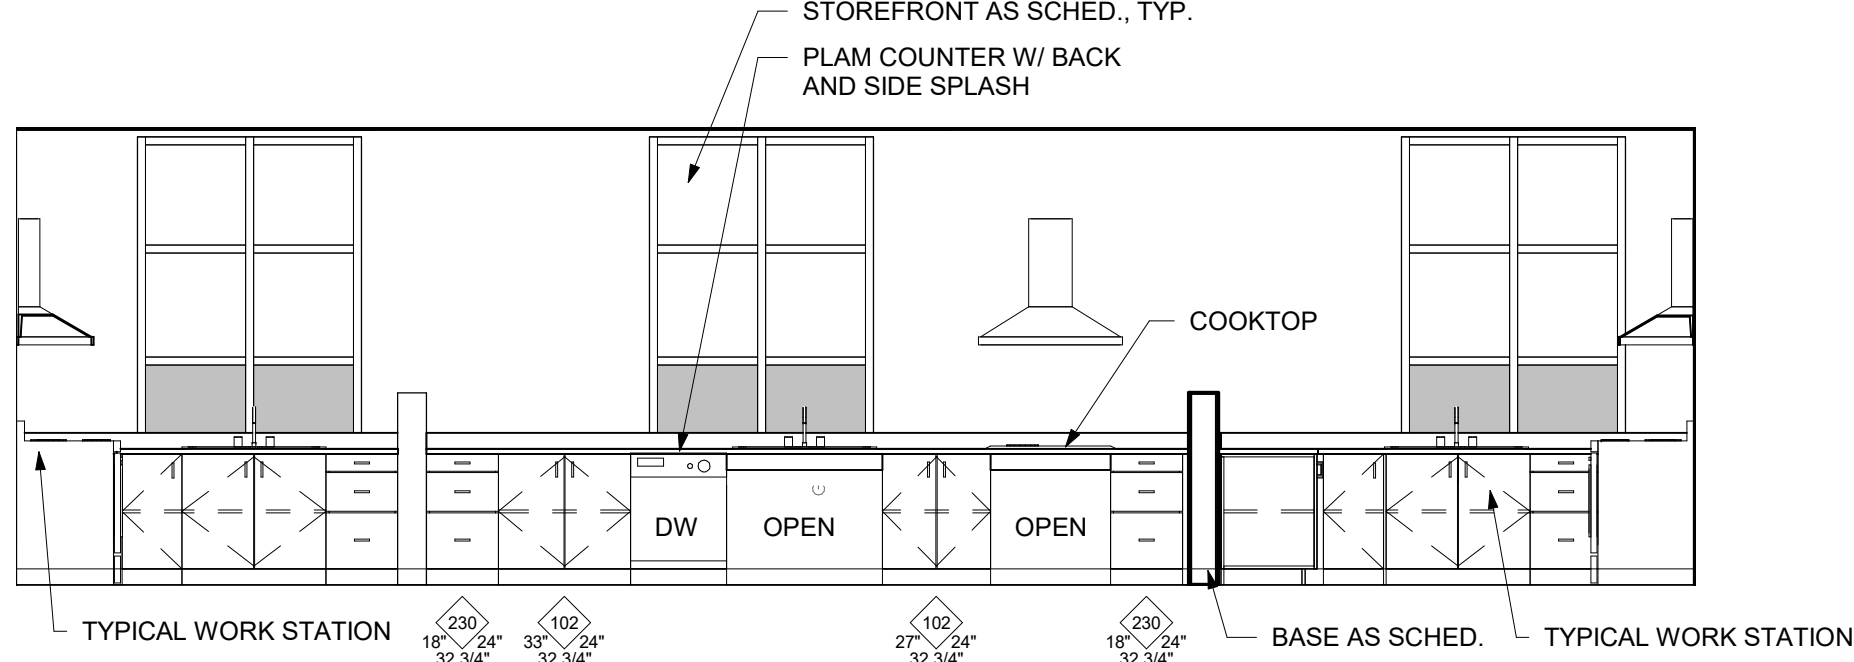 STOREFRONT AS SCHED., TYP.
PLAM COUNTER W/ BACK
AND SIDE SPLASH
COOKTOP
DW
OPEN
OPEN
TYPICAL WORK STATION
230
18" 24"
32 3/4"
102
33" 24"
32 3/4"
102
27" 24"
32 3/4"
230
18" 24"
32 3/4"
BASE AS SCHED.
TYPICAL WORK STATION